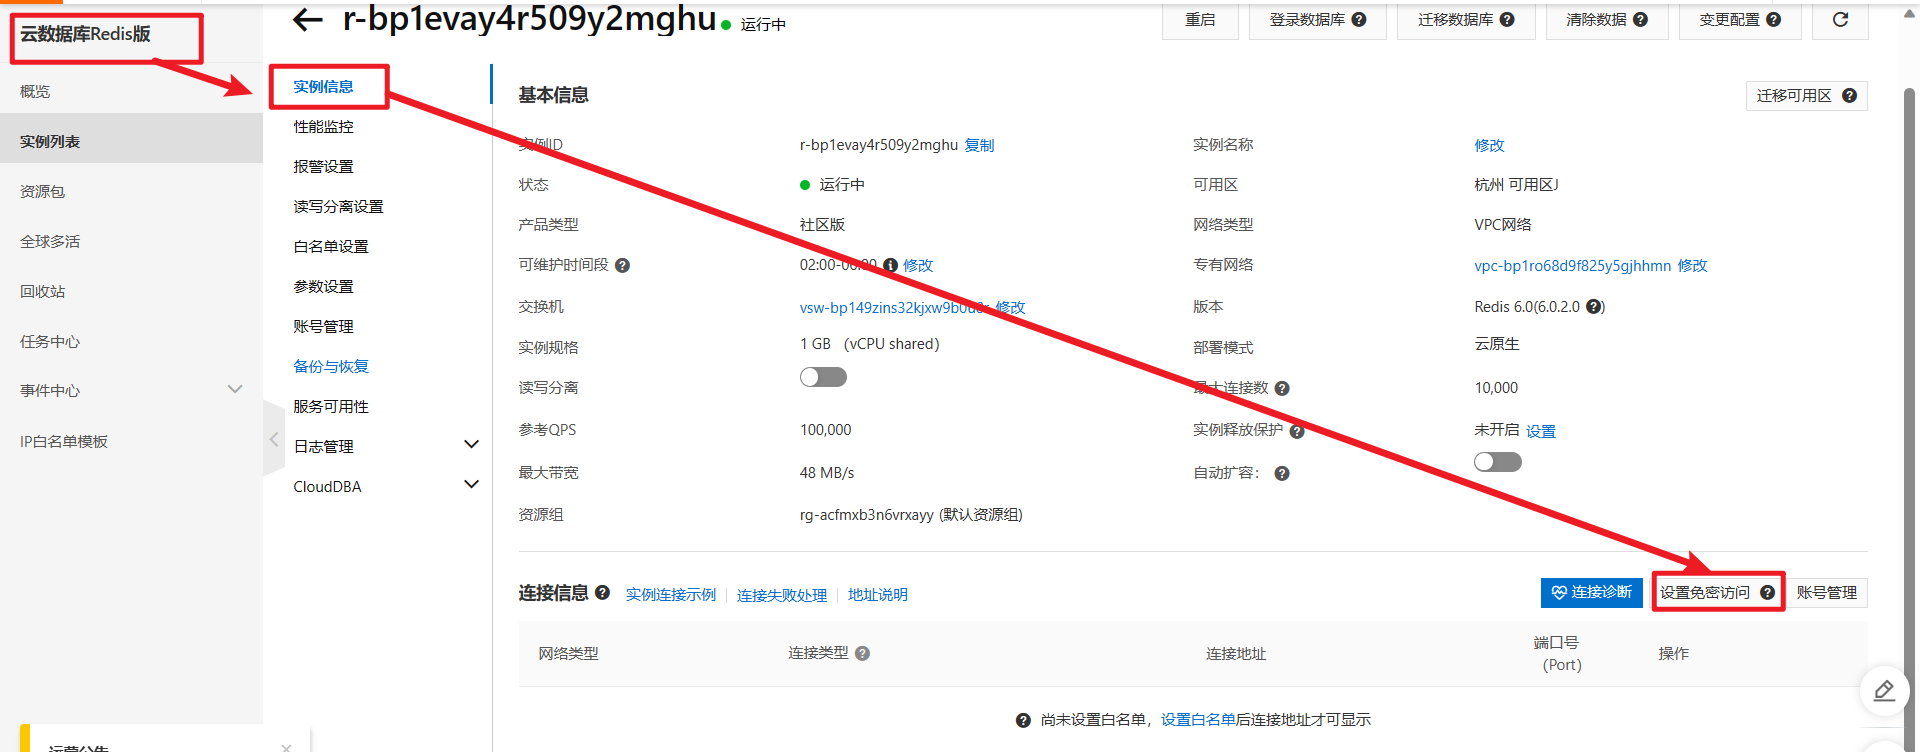 云数据库Redis版
概览
实例列表
资源包
全球多活
回收站
任务中心
事件中心
IP白名单模板
r-bp1evay4r509y2mghu 运行中
重启
登录数据库
迁移数据库
清除数据
变更配置
实例信息
性能监控
报警设置
读写分离设置
白名单设置
参数设置
账号管理
备份与恢复
服务可用性
日志管理
CloudDBA
基本信息
迁移可用区
实例ID r-bp1evay4r509y2mghu 复制 实例名称 修改
状态 运行中 可用区 杭州 可用区J
产品类型 社区版 网络类型 VPC网络
可维护时间段 02:00-06:00 修改 专有网络 vpc-bp1ro68d9f825y5gjhhmn 修改
交换机 修改 版本 Redis 6.0(6.0.2.0 )
实例规格 1 GB （vCPU shared） 部署模式 云原生
读写分离 最大连接数 10,000
参考QPS 100,000 实例释放保护 未开启 设置
最大带宽 48 MB/s 自动扩容：
资源组 rg-acfmxb3n6vrxayy (默认资源组)
连接信息 实例连接示例 连接失败处理 地址说明 连接诊断 设置免密访问 账号管理
网络类型 连接类型 连接地址 端口号 (Port) 操作
尚未设置白名单，设置白名单后连接地址才可显示
运营公告